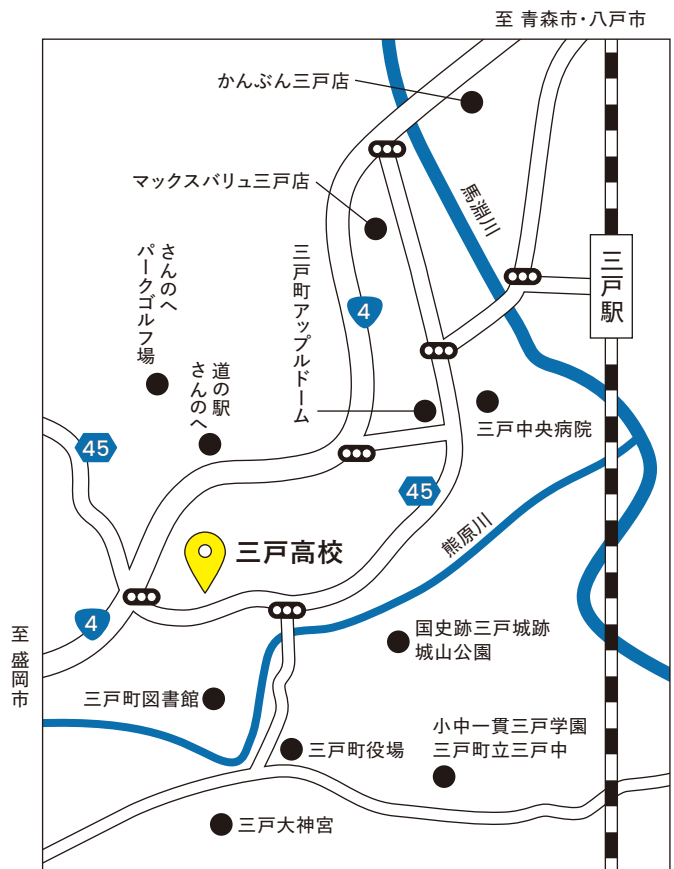 至 青森市・八戸市
かんぶん三戸店
マックスバリュ三戸店
馬淵川
三戸駅
さんのへ
パークゴルフ場
三戸町アップルドーム
4
道の駅
さんのへ
三戸中央病院
45
45
熊原川
三戸高校
4
至 盛岡市
国史跡三戸城跡
城山公園
三戸町図書館
三戸町役場
小中一貫三戸学園
三戸町立三戸中
三戸大神宮